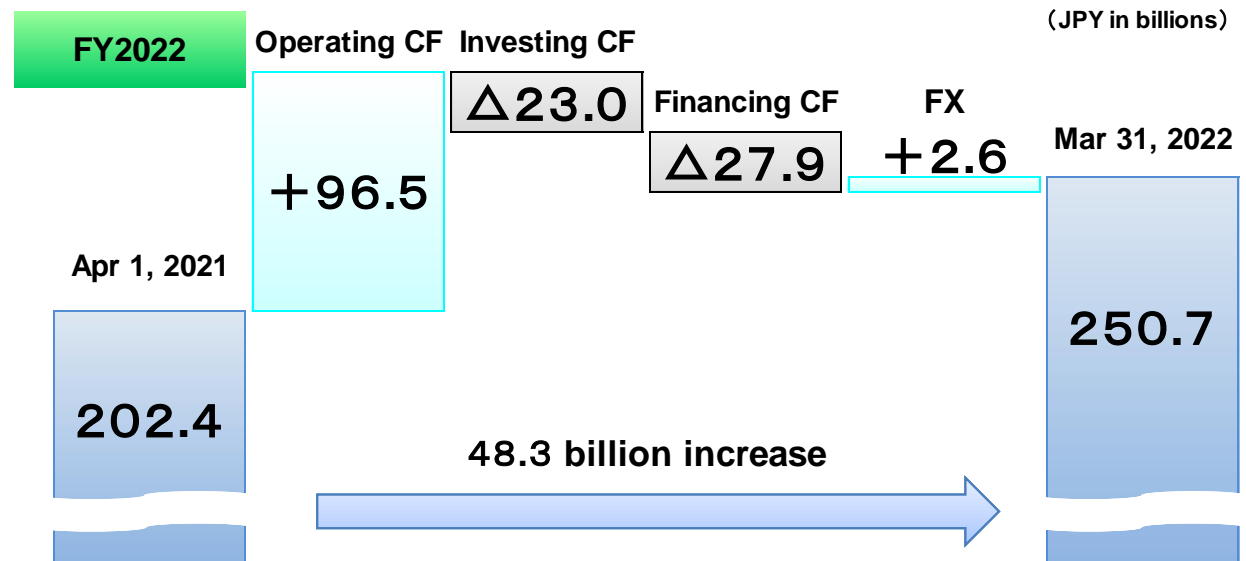 （JPY in billions）
FY2022
Operating CF
Investing CF
Financing CF
FX
Mar 31, 2022
△23.0
△27.9
＋2.6
＋96.5
Apr 1, 2021
202.4
250.7
48.3 billion increase